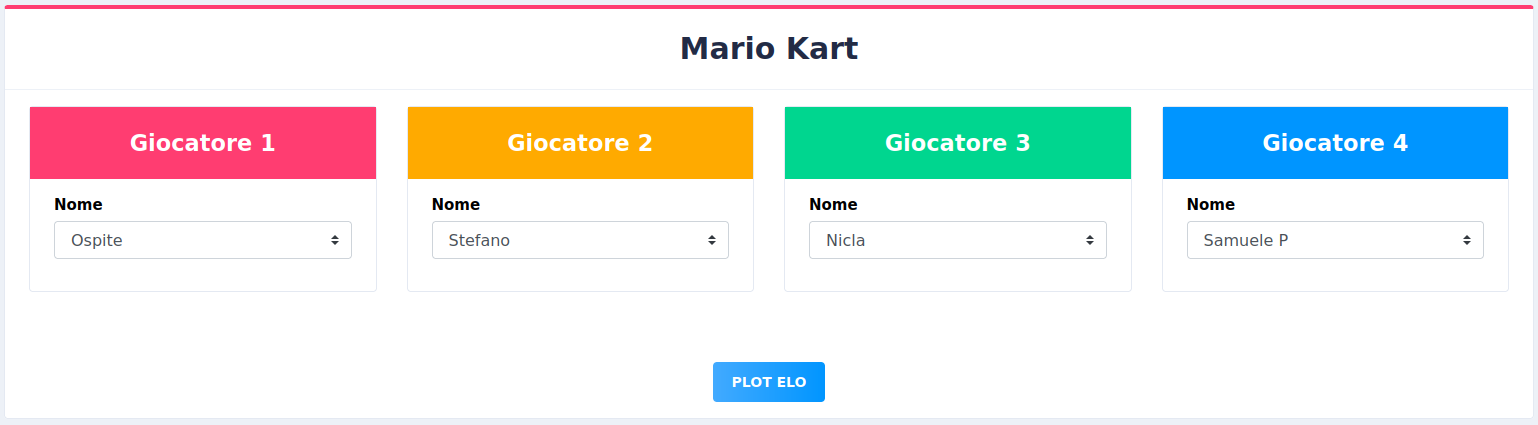 Mario Kart
Giocatore 1
Nome
Ospite
Giocatore 2
Nome
Stefano
Giocatore 3
Nome
Nicla
Giocatore 4
Nome
Samuele P
PLOT ELO